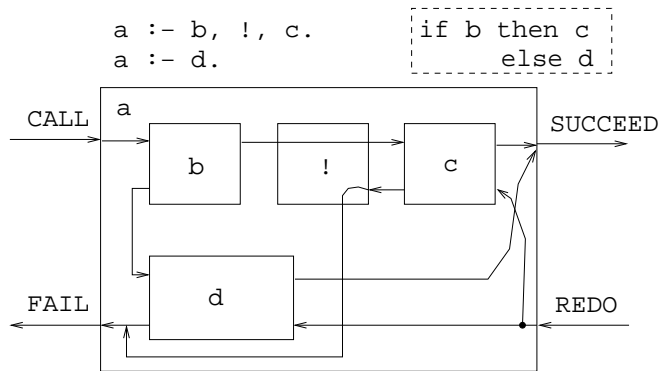 a :- b, !, c.
a :- d.
if b then c
else d
a
CALL
SUCCEED
b
!
c
d
FAIL
REDO